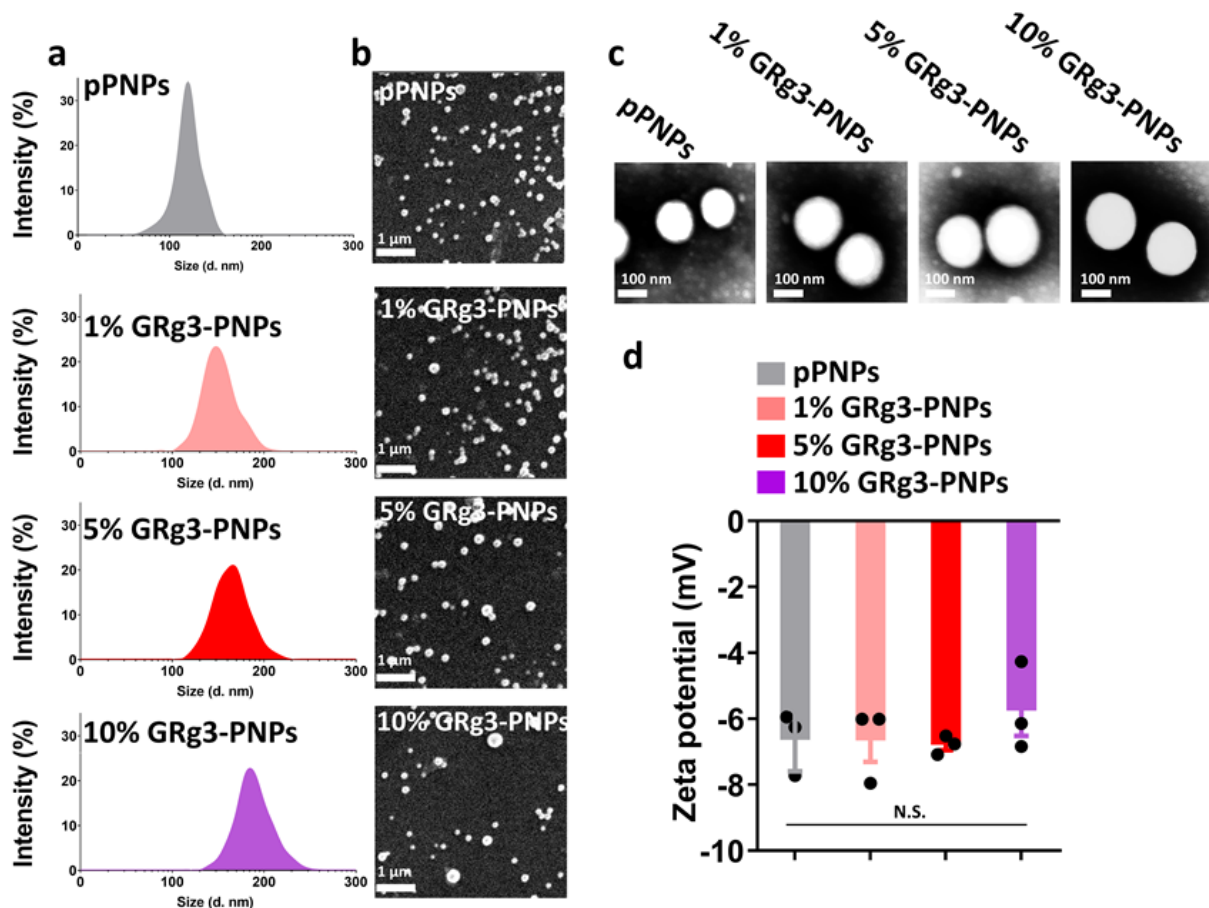 a
pPNPs
Intensity (%)
30
20
10
0
0 100 200 300
Size (d. nm)
1% GRg3-PNPs
Intensity (%)
30
20
10
0
0 100 200 300
Size (d. nm)
5% GRg3-PNPs
Intensity (%)
30
20
10
0
0 100 200 300
Size (d. nm)
10% GRg3-PNPs
Intensity (%)
30
20
10
0
0 100 200 300
Size (d. nm)
b
pPNPs
1 μm
1% GRg3-PNPs
1 μm
5% GRg3-PNPs
1 μm
10% GRg3-PNPs
1 μm
c
pPNPs
1% GRg3-PNPs
5% GRg3-PNPs
10% GRg3-PNPs
100 nm
100 nm
100 nm
100 nm
d
pPNPs
1% GRg3-PNPs
5% GRg3-PNPs
10% GRg3-PNPs
Zeta potential (mV)
0
-2
-4
-6
-8
-10
N.S.